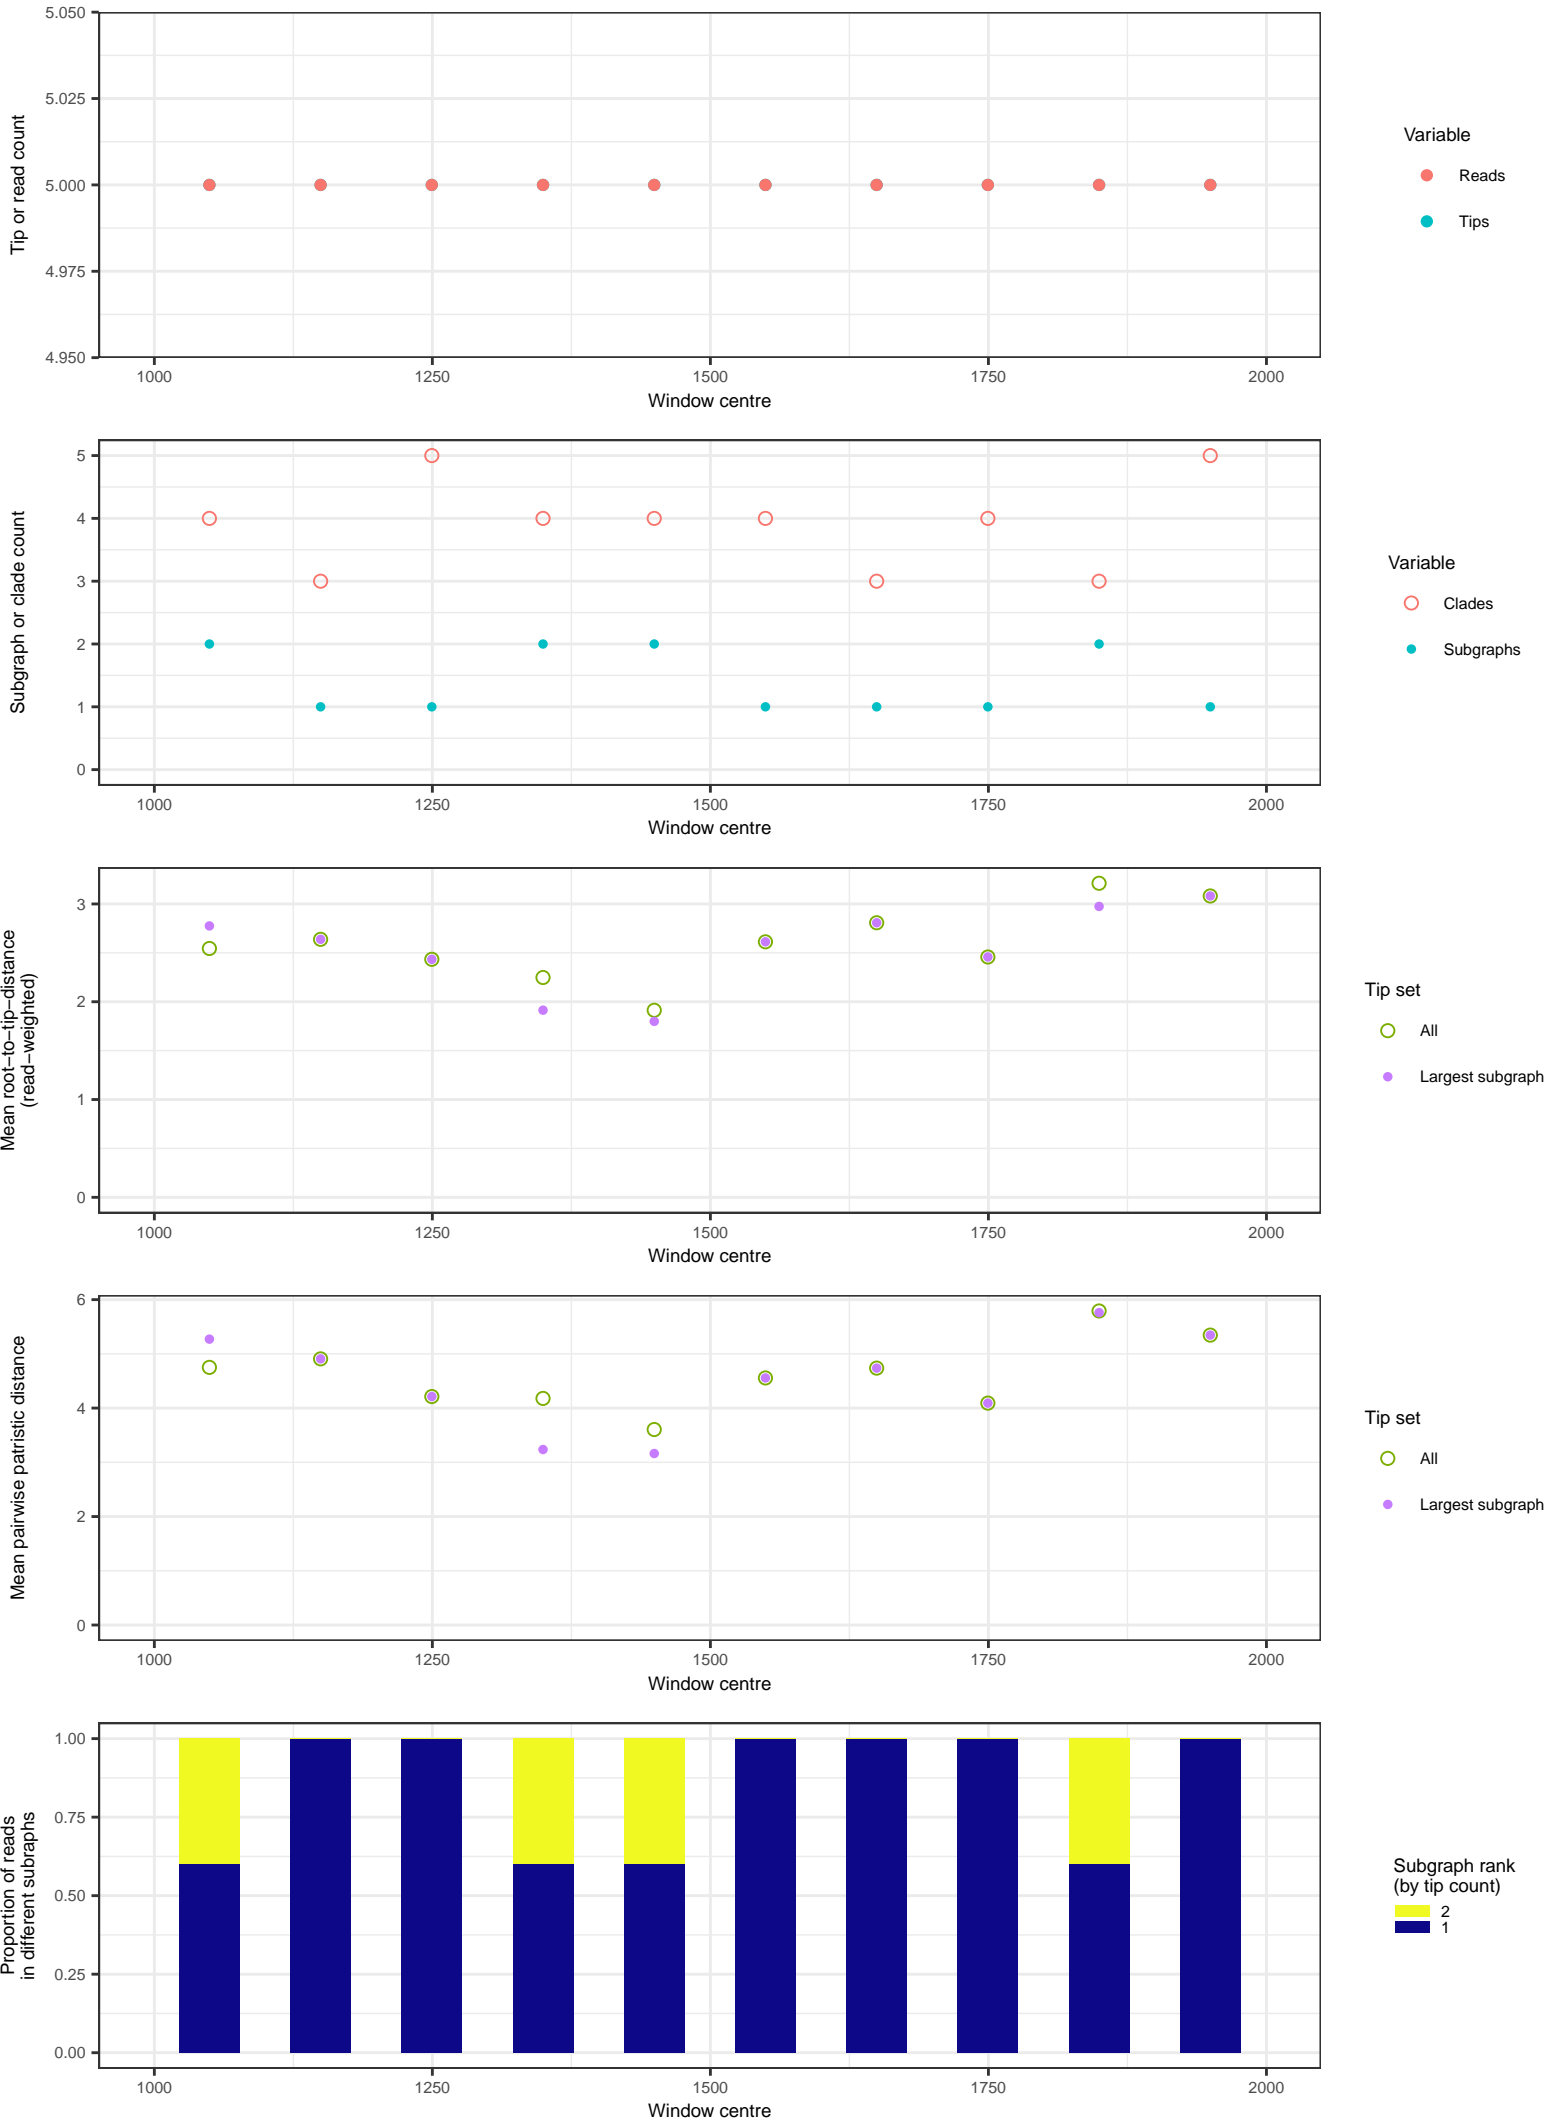 5.050
5.025
5.000
4.975
4.950
Tip or read count
1000 1250 1500 1750 2000
Window centre
Variable
Reads
Tips
5
4
3
2
1
0
Subgraph or clade count
1000 1250 1500 1750 2000
Window centre
Variable
Clades
Subgraphs
3
2
1
0
Mean root−to−tip−distance
(read−weighted)
1000 1250 1500 1750 2000
Window centre
Tip set
All
Largest subgraph
6
4
2
0
Mean pairwise patristic distance
1000 1250 1500 1750 2000
Window centre
Tip set
All
Largest subgraph
1.00
0.75
0.50
0.25
0.00
Proportion of reads
in different subraphs
1000 1250 1500 1750 2000
Window centre
Subgraph rank
(by tip count)
2
1